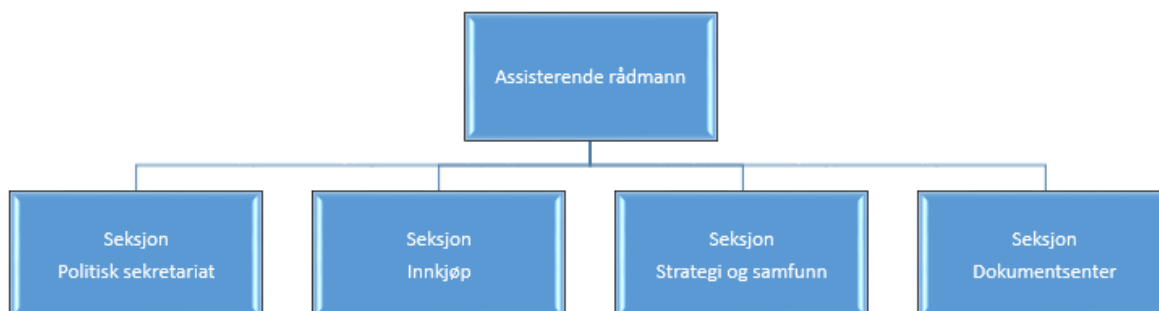 Assisterende rådmann
Seksjon
Politisk sekretariat
Seksjon
Innkjøp
Seksjon
Strategi og samfunn
Seksjon
Dokumentsenter